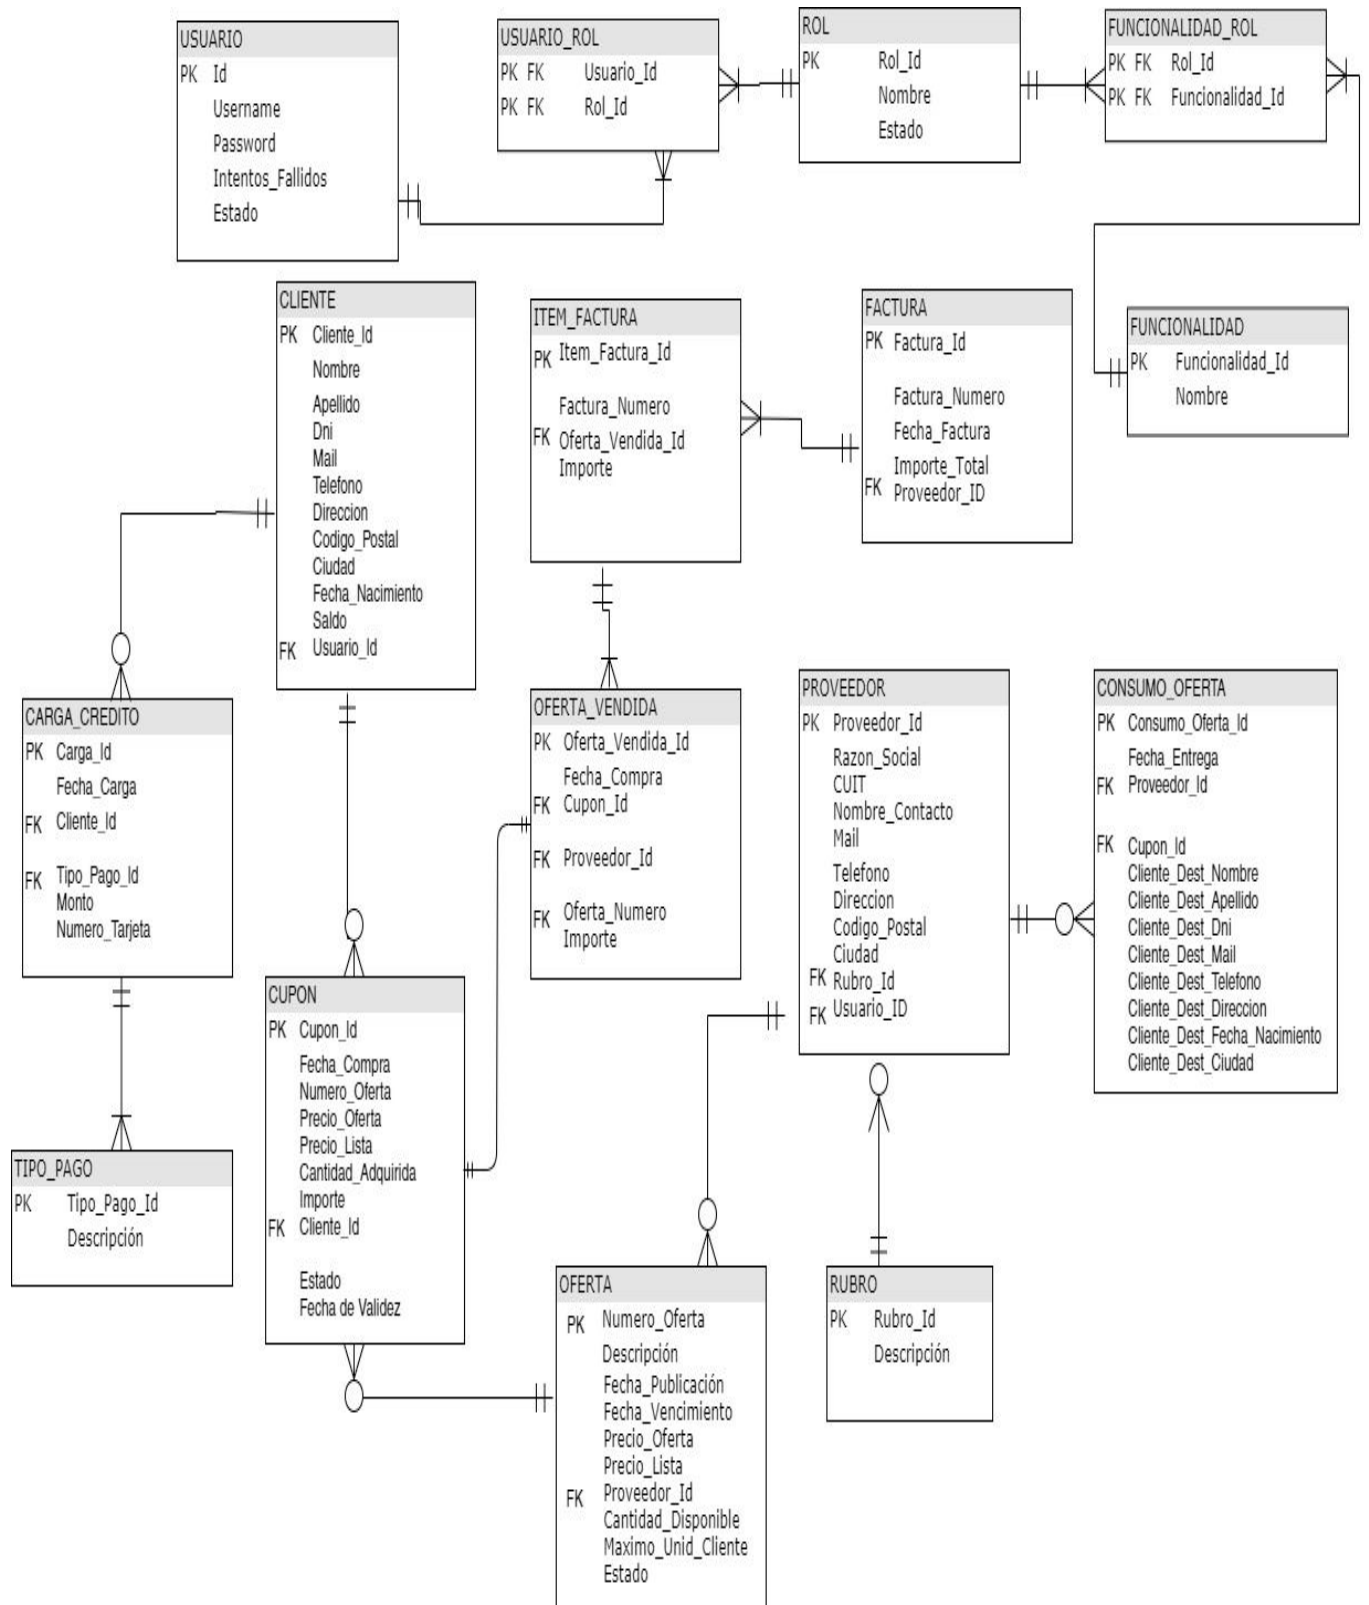 USUARIO
PK Id
Username
Password
Intentos_Fallidos
Estado
USUARIO_ROL
PK FK Usuario_Id
PK FK Rol_Id
ROL
PK Rol_Id
Nombre
Estado
FUNCIONALIDAD_ROL
PK FK Rol_Id
PK FK Funcionalidad_Id
CLIENTE
PK Cliente_Id
Nombre
Apellido
Dni
Mail
Telefono
Direccion
Codigo_Postal
Ciudad
Fecha_Nacimiento
Saldo
FK Usuario_Id
ITEM_FACTURA
PK Item_Factura_Id
Factura_Numero
FK Oferta_Vendida_Id
Importe
FACTURA
PK Factura_Id
Factura_Numero
Fecha_Factura
Importe_Total
FK Proveedor_ID
FUNCIONALIDAD
PK Funcionalidad_Id
Nombre
CARGA_CREDITO
PK Carga_Id
Fecha_Carga
FK Cliente_Id
FK Tipo_Pago_Id
Monto
Numero_Tarjeta
OFERTA_VENDIDA
PK Oferta_Vendida_Id
Fecha_Compra
FK Cupon_Id
FK Proveedor_Id
FK Oferta_Numero
Importe
PROVEEDOR
PK Proveedor_Id
Razon_Social
CUIT
Nombre_Contacto
Mail
Telefono
Direccion
Codigo_Postal
Ciudad
FK Rubro_Id
FK Usuario_ID
CONSUMO_OFERTA
PK Consumo_Oferta_Id
Fecha_Entrega
FK Proveedor_Id
FK Cupon_Id
Cliente_Dest_Nombre
Cliente_Dest_Apellido
Cliente_Dest_Dni
Cliente_Dest_Mail
Cliente_Dest_Telefono
Cliente_Dest_Direccion
Cliente_Dest_Fecha_Nacimiento
Cliente_Dest_Ciudad
CUPON
PK Cupon_Id
Fecha_Compra
Numero_Oferta
Precio_Oferta
Precio_Lista
Cantidad_Adquirida
Importe
FK Cliente_Id
Estado
Fecha de Validez
TIPO_PAGO
PK Tipo_Pago_Id
Descripción
OFERTA
PK Numero_Oferta
Descripción
Fecha_Publicación
Fecha_Vencimiento
Precio_Oferta
Precio_Lista
FK Proveedor_Id
Cantidad_Disponible
Maximo_Unid_Cliente
Estado
RUBRO
PK Rubro_Id
Descripción